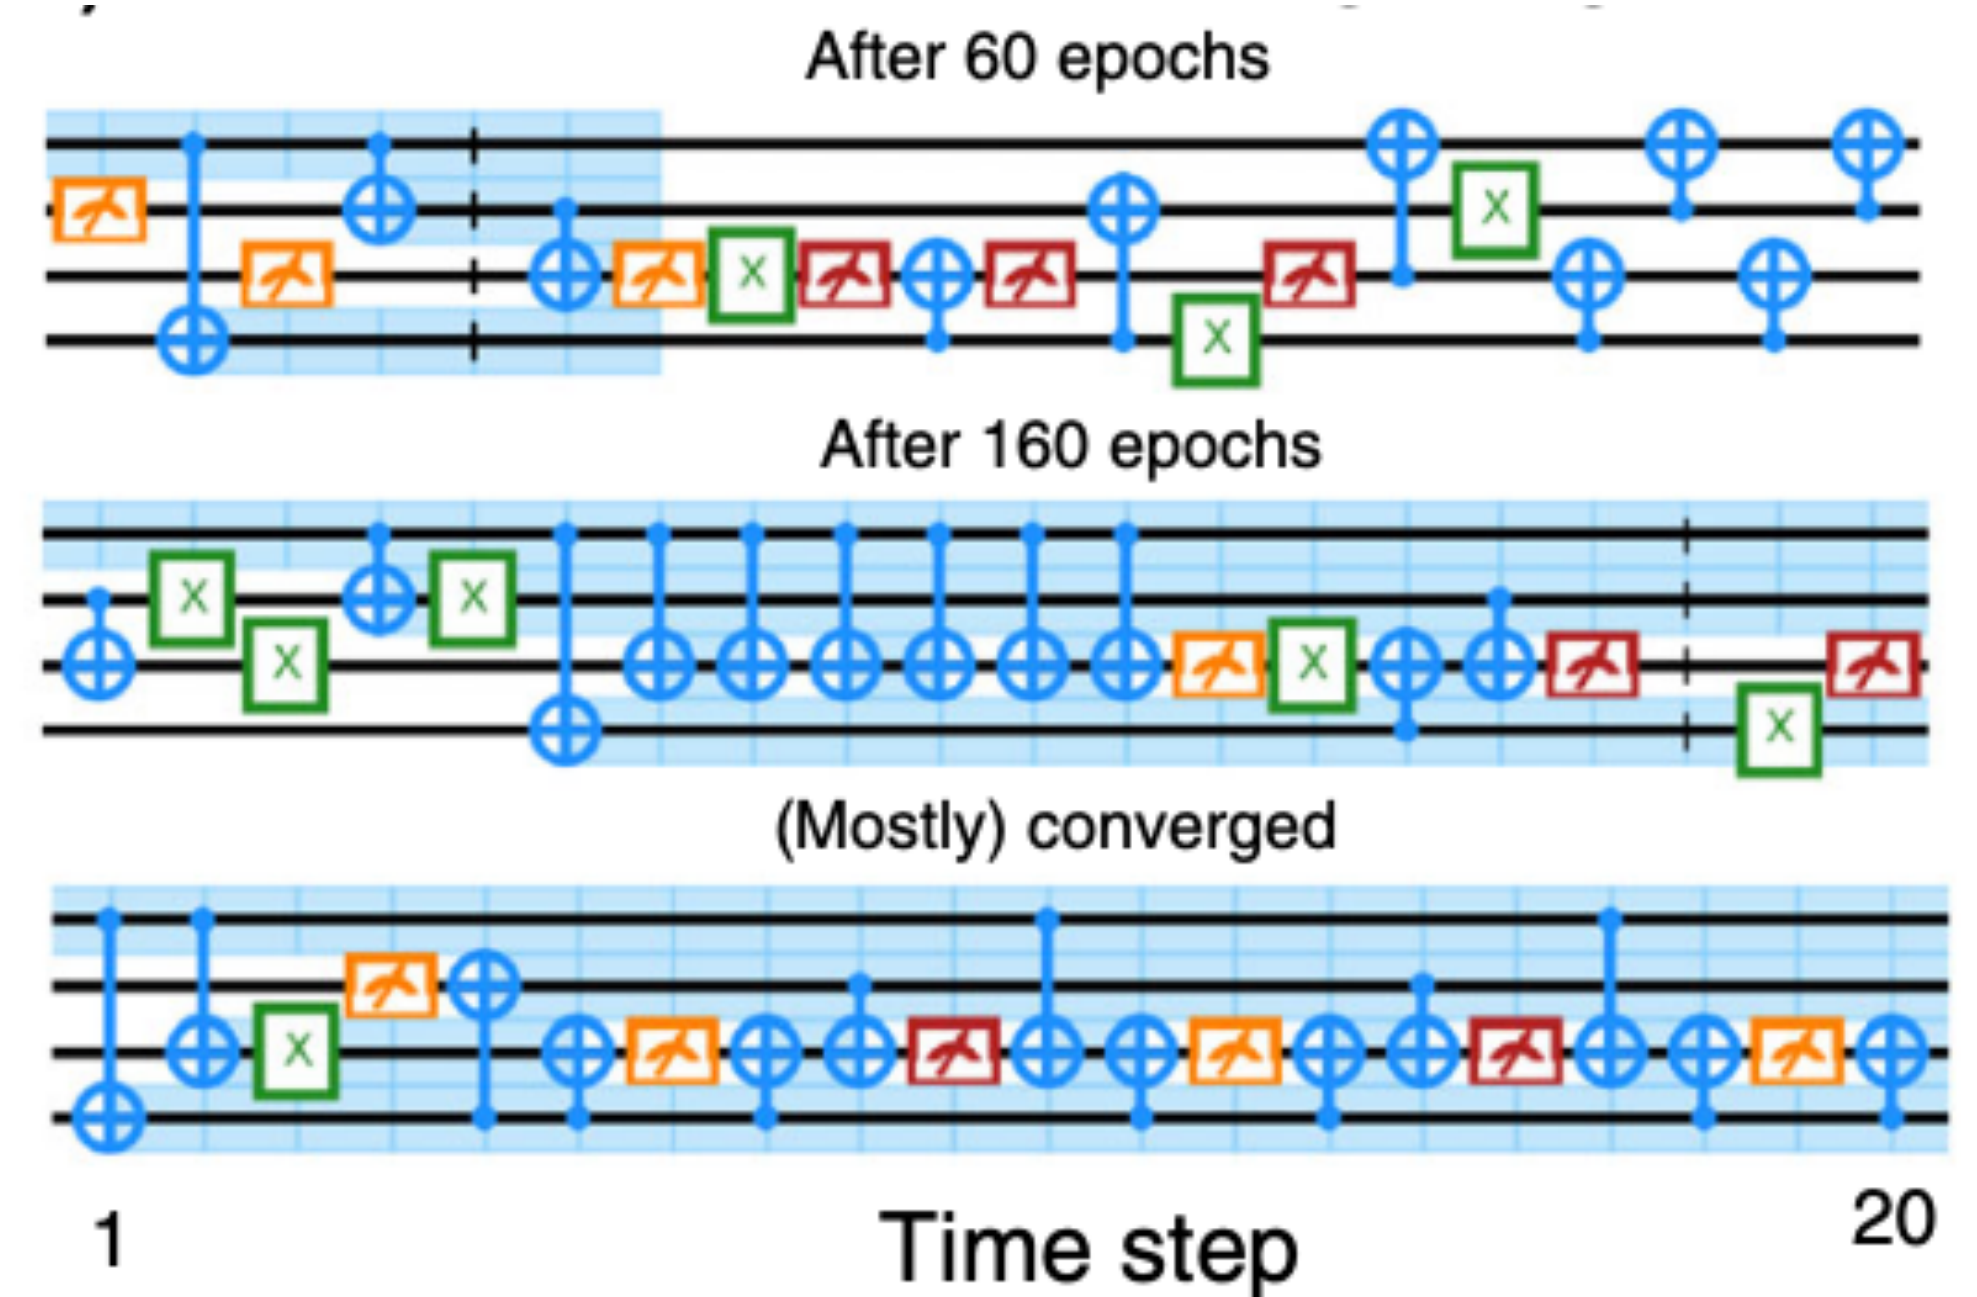 After 60 epochs
X
X
X
After 160 epochs
X
X
X
X
X
(Mostly) converged
X
1
Time step
20